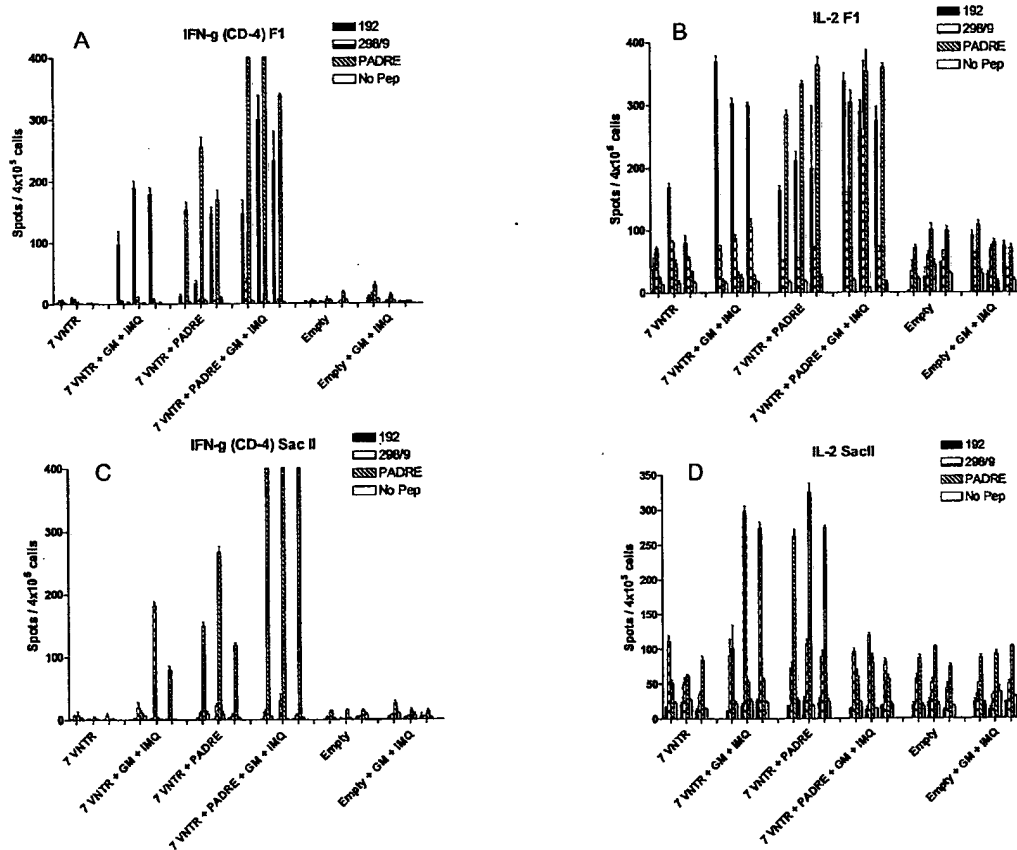 A
IFN-g (CD-4) F1
192
298/9
PADRE
No Pep
Spots / 4x10⁵ cells
400
300
200
100
0
7 VNTR
7 VNTR + GM + IMQ
7 VNTR + PADRE
7 VNTR + PADRE + GM + IMQ
Empty
Empty + GM + IMQ
B
IL-2 F1
192
298/9
PADRE
No Pep
Spots / 4x10⁵ cells
400
300
200
100
0
7 VNTR
7 VNTR + GM + IMQ
7 VNTR + PADRE
7 VNTR + PADRE + GM + IMQ
Empty
Empty + GM + IMQ
C
IFN-g (CD-4) Sac II
192
298/9
PADRE
No Pep
Spots / 4x10⁵ cells
400
300
200
100
0
7 VNTR
7 VNTR + GM + IMQ
7 VNTR + PADRE
7 VNTR + PADRE + GM + IMQ
Empty
Empty + GM + IMQ
D
IL-2 SacII
192
298/9
PADRE
No Pep
Spots / 4x10⁵ cells
350
300
250
200
150
100
50
0
7 VNTR
7 VNTR + GM + IMQ
7 VNTR + PADRE
7 VNTR + PADRE + GM + IMQ
Empty
Empty + GM + IMQ